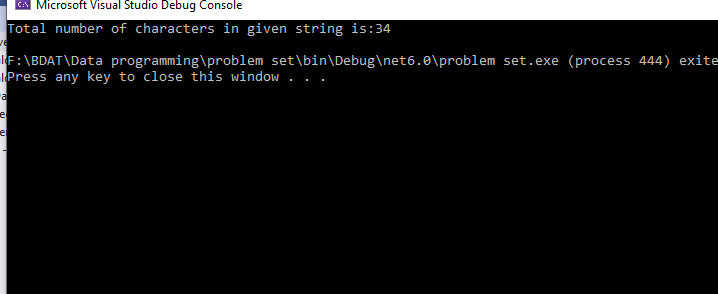 Microsoft Visual Studio Debug Console
Total number of characters in given string is:34
F:\BDAT\Data programming\problem set\bin\Debug\net6.0\problem set.exe (process 444) exite
Press any key to close this window . . .